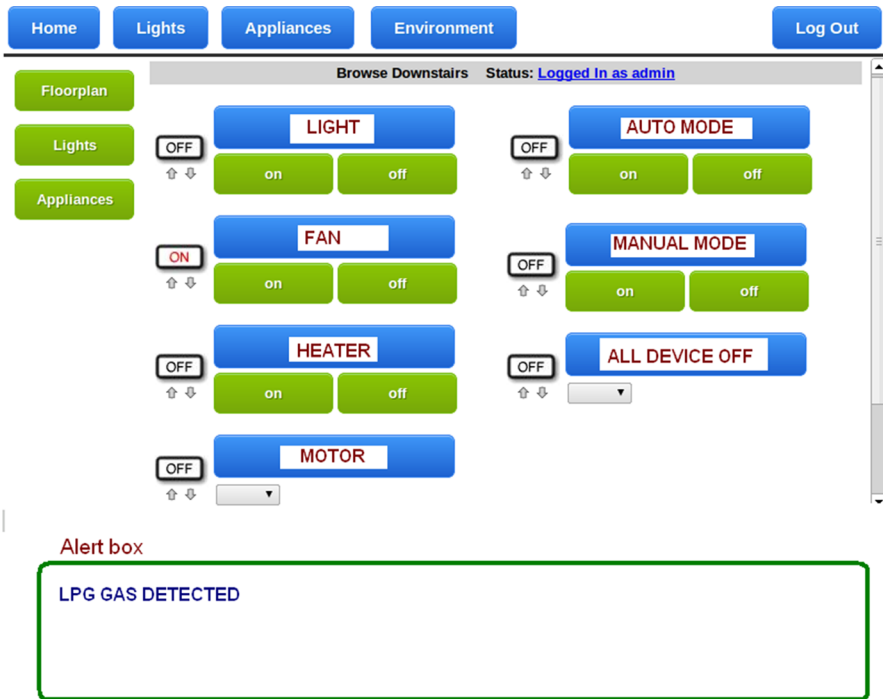 Home Lights Appliances Environment Log Out
Browse Downstairs Status: Logged In as admin
Floorplan
Lights
Appliances
OFF LIGHT
on off
ON FAN
on off
OFF HEATER
on off
OFF MOTOR
OFF AUTO MODE
on off
OFF MANUAL MODE
on off
OFF ALL DEVICE OFF
Alert box
LPG GAS DETECTED